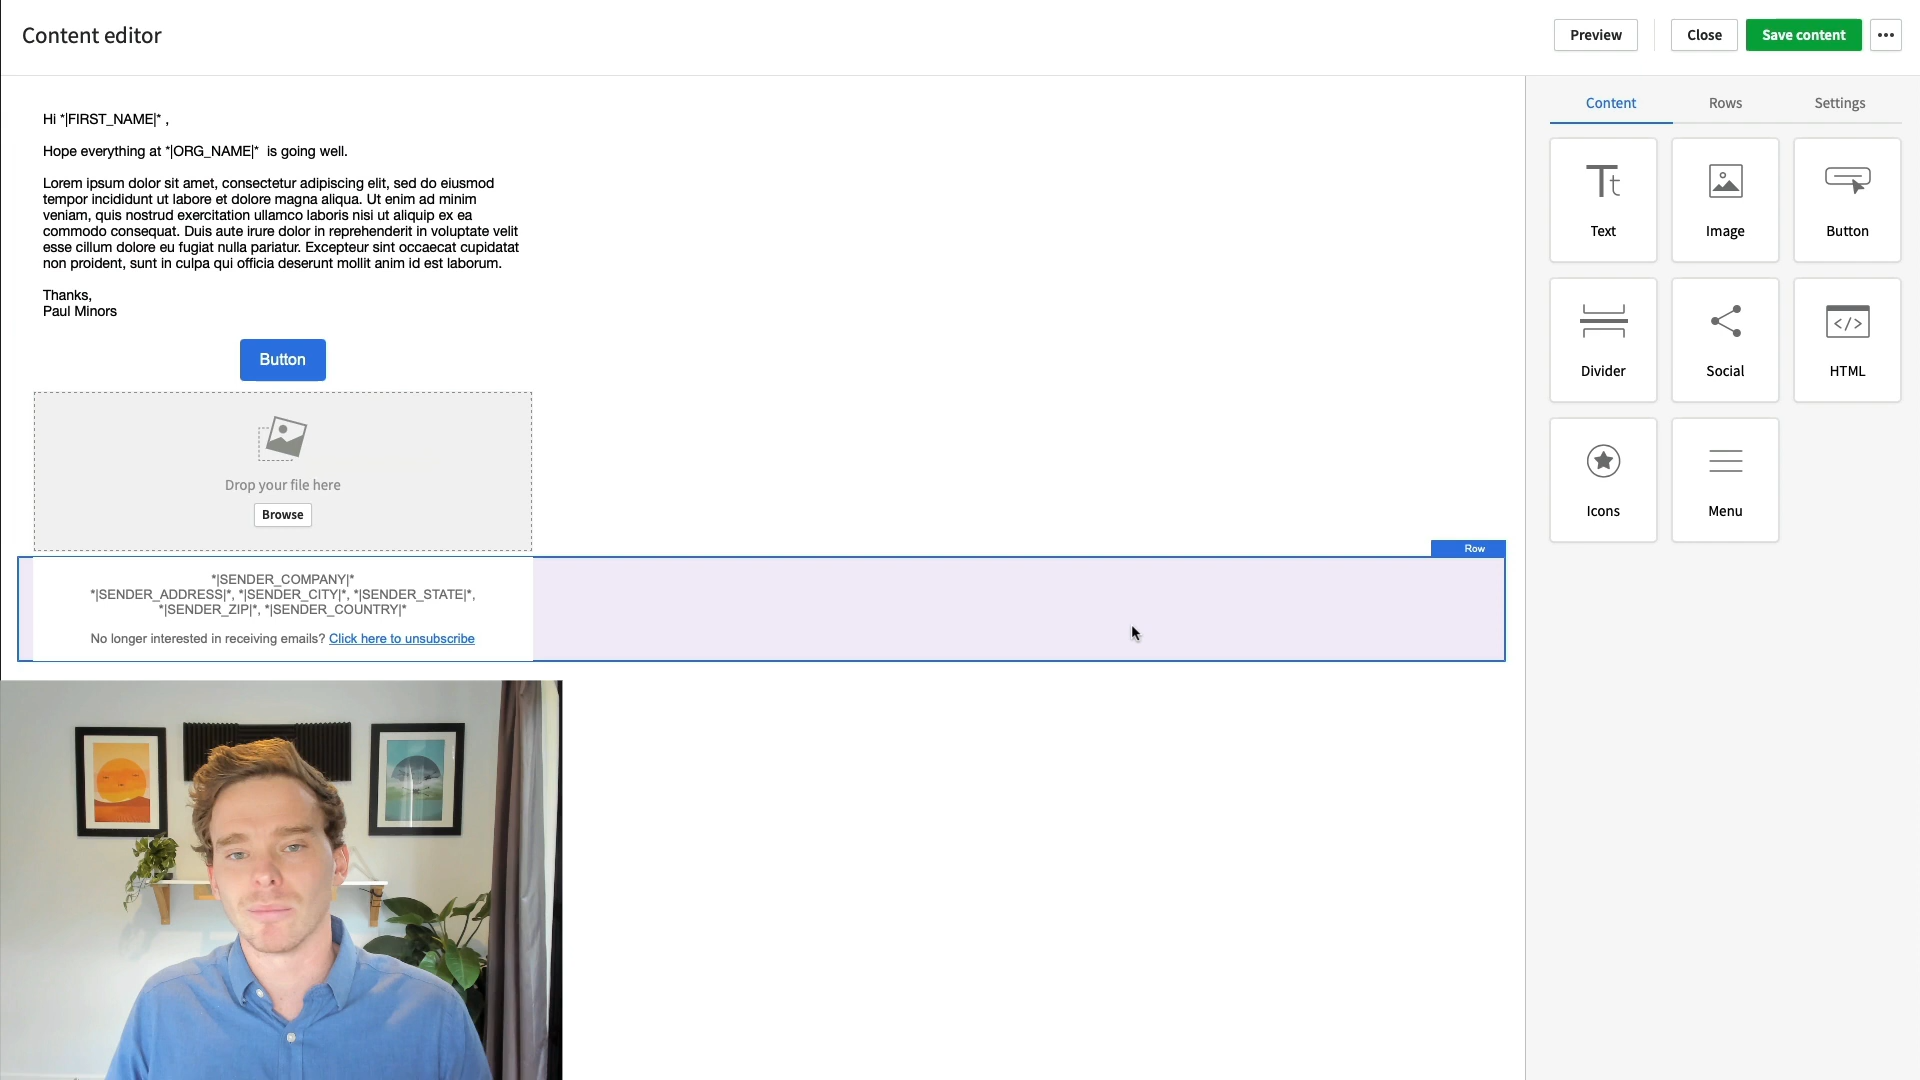 Content editor
Preview
Close
Save content
Hi *|FIRST_NAME|* ,
Hope everything at *|ORG_NAME|*  is going well.
Lorem ipsum dolor sit amet, consectetur adipiscing elit, sed do eiusmod
tempor incididunt ut labore et dolore magna aliqua. Ut enim ad minim
veniam, quis nostrud exercitation ullamco laboris nisi ut aliquip ex ea
commodo consequat. Duis aute irure dolor in reprehenderit in voluptate velit
esse cillum dolore eu fugiat nulla pariatur. Excepteur sint occaecat cupidatat
non proident, sunt in culpa qui officia deserunt mollit anim id est laborum.
Thanks,
Paul Minors
Button
Drop your file here
Browse
Row
*|SENDER_COMPANY|*
*|SENDER_ADDRESS|*, *|SENDER_CITY|*, *|SENDER_STATE|*,
*|SENDER_ZIP|*, *|SENDER_COUNTRY|*
No longer interested in receiving emails? Click here to unsubscribe
Content
Rows
Settings
Text
Image
Button
Divider
Social
HTML
Icons
Menu